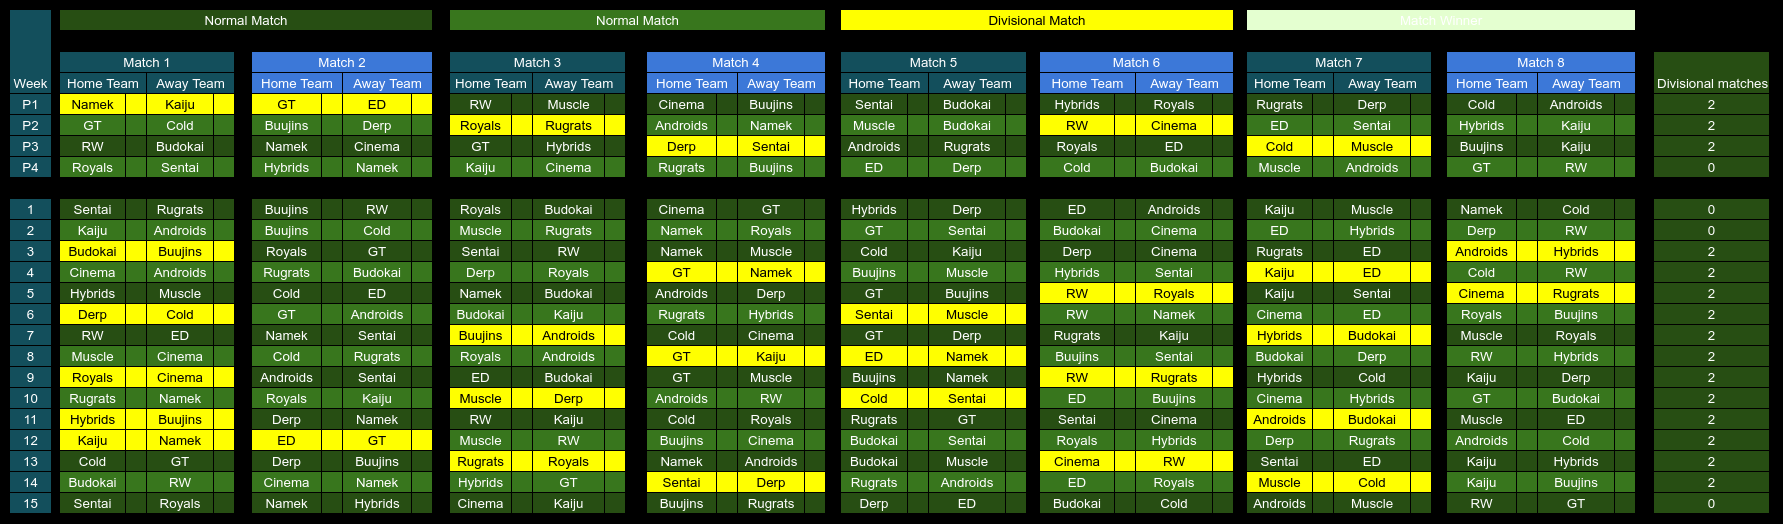 Normal Match Normal Match Divisional Match Match Winner
Match 1 Match 2 Match 3 Match 4 Match 5 Match 6 Match 7 Match 8
Week Home Team Away Team Home Team Away Team Home Team Away Team Home Team Away Team Home Team Away Team Home Team Away Team Home Team Away Team Home Team Away Team Divisional matches
P1 Namek Kaiju GT ED RW Muscle Cinema Buujins Sentai Budokai Hybrids Royals Rugrats Derp Cold Androids 2
P2 GT Cold Buujins Derp Royals Rugrats Androids Namek Muscle Budokai RW Cinema ED Sentai Hybrids Kaiju 2
P3 RW Budokai Namek Cinema GT Hybrids Derp Sentai Androids Rugrats Royals ED Cold Muscle Buujins Kaiju 2
P4 Royals Sentai Hybrids Namek Kaiju Cinema Rugrats Buujins ED Derp Cold Budokai Muscle Androids GT RW 0
1 Sentai Rugrats Buujins RW Royals Budokai Cinema GT Hybrids Derp ED Androids Kaiju Muscle Namek Cold 0
2 Kaiju Androids Buujins Cold Muscle Rugrats Namek Royals GT Sentai Budokai Cinema ED Hybrids Derp RW 0
3 Budokai Buujins Royals GT Sentai RW Namek Muscle Cold Kaiju Derp Cinema Rugrats ED Androids Hybrids 2
4 Cinema Androids Rugrats Budokai Derp Royals GT Namek Buujins Muscle Hybrids Sentai Kaiju ED Cold RW 2
5 Hybrids Muscle Cold ED Namek Budokai Androids Derp GT Buujins RW Royals Kaiju Sentai Cinema Rugrats 2
6 Derp Cold GT Androids Budokai Kaiju Rugrats Hybrids Sentai Muscle RW Namek Cinema ED Royals Buujins 2
7 RW ED Namek Sentai Buujins Androids Cold Cinema GT Derp Rugrats Kaiju Hybrids Budokai Muscle Royals 2
8 Muscle Cinema Cold Rugrats Royals Androids GT Kaiju ED Namek Buujins Sentai Budokai Derp RW Hybrids 2
9 Royals Cinema Androids Sentai ED Budokai GT Muscle Buujins Namek RW Rugrats Hybrids Cold Kaiju Derp 2
10 Rugrats Namek Royals Kaiju Muscle Derp Androids RW Cold Sentai ED Buujins Cinema Hybrids GT Budokai 2
11 Hybrids Buujins Derp Namek RW Kaiju Cold Royals Rugrats GT Sentai Cinema Androids Budokai Muscle ED 2
12 Kaiju Namek ED GT Muscle RW Buujins Cinema Budokai Sentai Royals Hybrids Derp Rugrats Androids Cold 2
13 Cold GT Derp Buujins Rugrats Royals Namek Androids Budokai Muscle Cinema RW Sentai ED Kaiju Hybrids 2
14 Budokai RW Cinema Namek Hybrids GT Sentai Derp Rugrats Androids ED Royals Muscle Cold Kaiju Buujins 2
15 Sentai Royals Namek Hybrids Cinema Kaiju Buujins Rugrats Derp ED Budokai Cold Androids Muscle RW GT 0